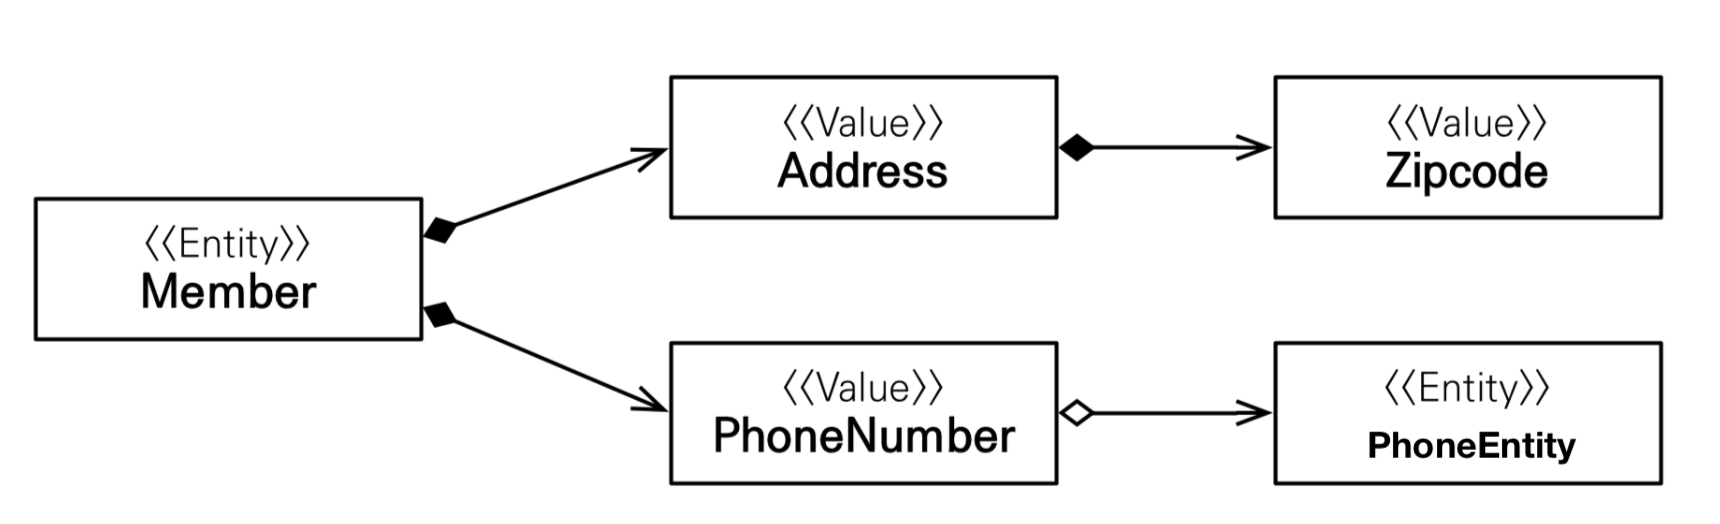 〈〈Entity〉〉
Member
〈〈Value〉〉
Address
〈〈Value〉〉
Zipcode
〈〈Value〉〉
PhoneNumber
〈〈Entity〉〉
PhoneEntity